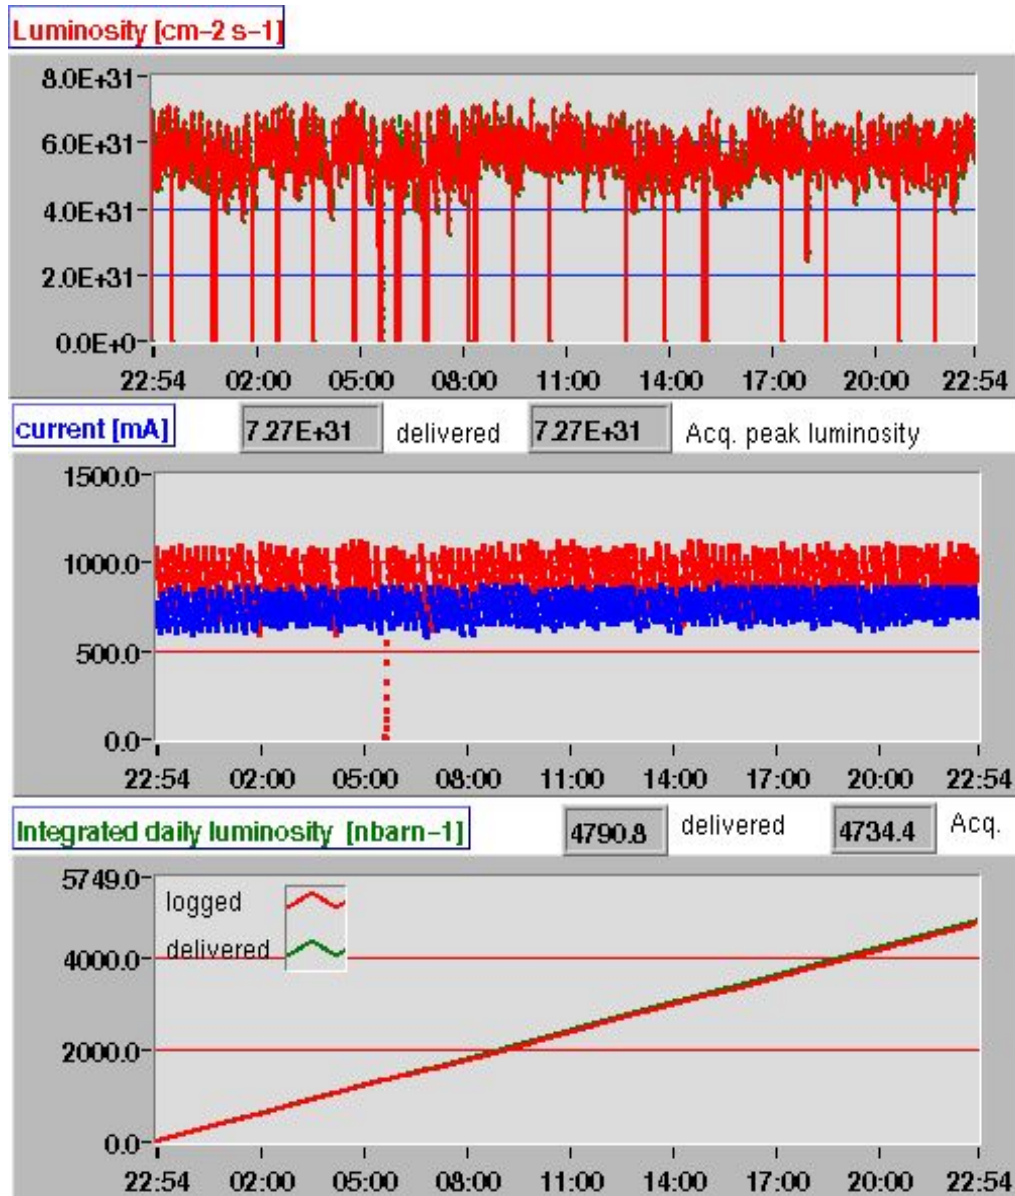 Luminosity [cm-2 s-1]
8.0E+31
6.0E+31
4.0E+31
2.0E+31
0.0E+0
22:54 02:00 05:00 08:00 11:00 14:00 17:00 20:00 22:54
current [mA] 7.27E+31 delivered 7.27E+31 Acq. peak luminosity
1500.0
1000.0
500.0
0.0
22:54 02:00 05:00 08:00 11:00 14:00 17:00 20:00 22:54
Integrated daily luminosity [nbarn-1] 4790.8 delivered 4734.4 Acq.
5749.0
logged
delivered
4000.0
2000.0
0.0
22:54 02:00 05:00 08:00 11:00 14:00 17:00 20:00 22:54